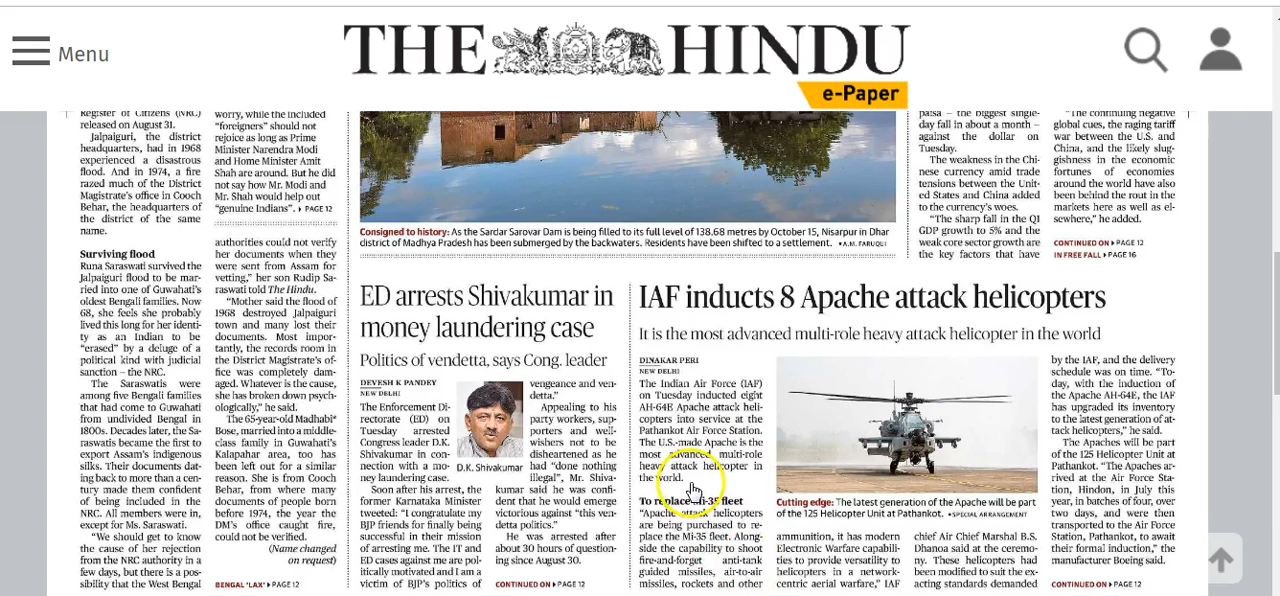 Menu
THE HINDU
e-Paper
Register of Citizens (NRC)
released on August 31.
Jalpaiguri, the district
headquarters, had in 1968
experienced a disastrous
flood. And in 1974, a fire
razed much of the District
Magistrate's office in Cooch
Behar, the headquarters of
the district of the same
name.
Surviving flood
Runa Saraswati survived the
Jalpaiguri flood to be mar-
ried into one of Guwahati's
oldest Bengali families. Now
68, she feels she probably
lived this long for her identi-
ty as an Indian to be
"erased" by a deluge of a
political kind with judicial
sanction – the NRC.
The Saraswatis were
among five Bengali families
that had come to Guwahati
from undivided Bengal in
1800s. Decades later, the Sa-
raswatis became the first to
export Assam's indigenous
silks. Their documents dat-
ing back to more than a cen-
tury made them confident
of being included in the
NRC. All members were in,
except for Ms. Saraswati.
"We should get to know
the cause of her rejection
from the NRC authority in a
few days, but there is a pos-
sibility that the West Bengal
worry, while the included
"foreigners" should not
rejoice as long as Prime
Minister Narendra Modi
and Home Minister Amit
Shah are around. But he did
not say how Mr. Modi and
Mr. Shah would help out
"genuine Indians". PAGE 12
authorities could not verify
her documents when they
were sent from Assam for
vetting," her son Rudip Sa-
raswati told The Hindu.
"Mother said the flood of
1968 destroyed Jalpaiguri
town and many lost their
documents. Most impor-
tantly, the records room in
the District Magistrate's of-
fice was completely dam-
aged. Whatever is the cause,
she has broken down psych-
ologically," he said.
The 65-year-old Madhabi*
Bose, married into a middle-
class family in Guwahati's
Kalapahar area, too has
been left out for a similar
reason. She is from Cooch
Behar, from where many
documents of people born
before 1974, the year the
DM's office caught fire,
could not be verified.
(Name changed
on request)
BENGAL 'LAX' PAGE 12
Consigned to history: As the Sardar Sarovar Dam is being filled to its full level of 138.68 metres by October 15, Nisarpur in Dhar
district of Madhya Pradesh has been submerged by the backwaters. Residents have been shifted to a settlement. •A.M. FARUQUI
paisa – the biggest single-
day fall in about a month –
against the dollar on
Tuesday.
The weakness in the Chi-
nese currency amid trade
tensions between the Unit-
ed States and China added
to the currency's woes.
"The sharp fall in the Q1
GDP growth to 5% and the
weak core sector growth are
the key factors that have
"The continuing negative
global cues, the raging tariff
war between the U.S. and
China, and the likely slug-
gishness in the economic
fortunes of economies
around the world have also
been behind the rout in the
markets here as well as el-
sewhere," he added.
CONTINUED ON PAGE 12
IN FREE FALL PAGE 16
ED arrests Shivakumar in
money laundering case
Politics of vendetta, says Cong. leader
DEVESH K PANDEY
NEW DELHI
The Enforcement Di-
rectorate (ED) on
Tuesday arrested
Congress leader D.K.
Shivakumar in con-
nection with a mo-
ney laundering case.
Soon after his arrest, the
former Karnataka Minister
tweeted: "I congratulate my
BJP friends for finally being
successful in their mission
of arresting me. The IT and
ED cases against me are pol-
itically motivated and I am a
victim of BJP's politics of
D.K. Shivakumar
vengeance and ven-
detta."
Appealing to his
party workers, sup-
porters and well-
wishers not to be
disheartened as he
had "done nothing
illegal", Mr. Shiva-
kumar said he was confi-
dent that he would emerge
victorious against "this ven-
detta politics."
He was arrested after
about 30 hours of question-
ing since August 30.
CONTINUED ON PAGE 12
IAF inducts 8 Apache attack helicopters
It is the most advanced multi-role heavy attack helicopter in the world
DINAKAR PERI
NEW DELHI
The Indian Air Force (IAF)
on Tuesday inducted eight
AH-64E Apache attack heli-
copters into service at the
Pathankot Air Force Station.
The U.S.-made Apache is the
most advanced multi-role
heavy attack helicopter in
the world.
To replace Mi-35 fleet
"Apache attack helicopters
are being purchased to re-
place the Mi-35 fleet. Along-
side the capability to shoot
fire-and-forget anti-tank
guided missiles, air-to-air
missiles, rockets and other
Cutting edge: The latest generation of the Apache will be part
of the 125 Helicopter Unit at Pathankot. •SPECIAL ARRANGEMENT
ammunition, it has modern
Electronic Warfare capabili-
ties to provide versatility to
helicopters in a network-
centric aerial warfare," IAF
chief Air Chief Marshal B.S.
Dhanoa said at the ceremo-
ny. These helicopters had
been modified to suit the ex-
acting standards demanded
by the IAF, and the delivery
schedule was on time. "To-
day, with the induction of
the Apache AH-64E, the IAF
has upgraded its inventory
to the latest generation of at-
tack helicopters," he said.
The Apaches will be part
of the 125 Helicopter Unit at
Pathankot. "The Apaches ar-
rived at the Air Force Sta-
tion, Hindon, in July this
year, in batches of four, over
two days, and were then
transported to the Air Force
Station, Pathankot, to await
their formal induction," the
manufacturer Boeing said.
CONTINUED ON PAGE 12